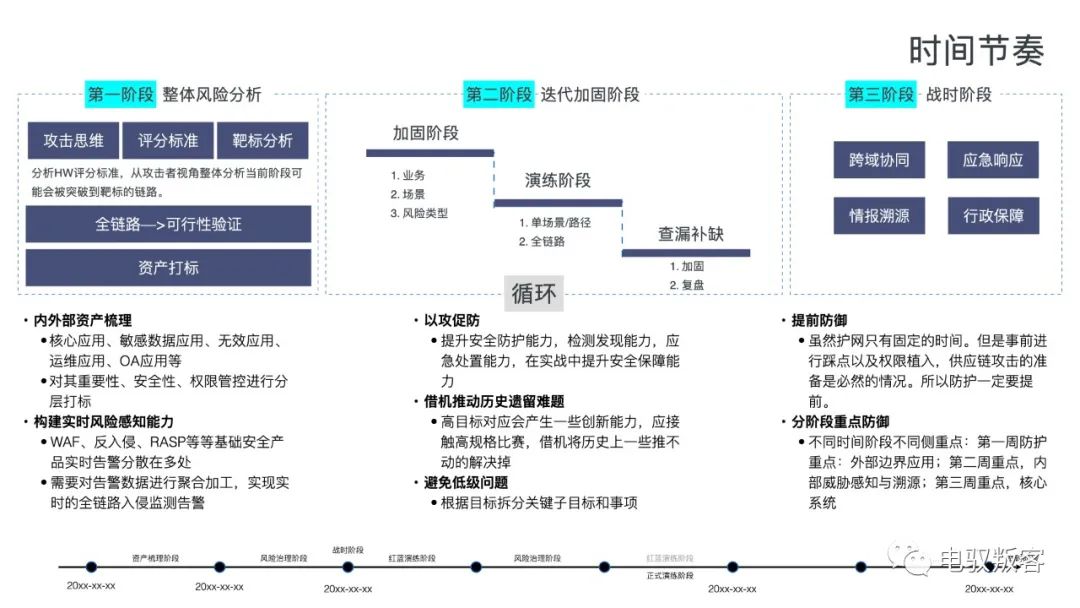 时间节奏
第一阶段 整体风险分析
攻击思维
评分标准
靶标分析
分析HW评分标准，从攻击者视角整体分析当前阶段可
能会被突破到靶标的链路。
全链路—>可行性验证
资产打标
第二阶段 迭代加固阶段
加固阶段
1. 业务
2. 场景
3. 风险类型
演练阶段
1. 单场景/路径
2. 全链路
查漏补缺
1. 加固
2. 复盘
循环
第三阶段 战时阶段
跨域协同
应急响应
情报溯源
行政保障
・内外部资产梳理
•核心应用、敏感数据应用、无效应用、
运维应用、OA应用等
•对其重要性、安全性、权限管控进行分
层打标
・构建实时风险感知能力
•WAF、反入侵、RASP等等基础安全产
品实时告警分散在多处
•需要对告警数据进行聚合加工，实现实
时的全链路入侵监测告警
・以攻促防
•提升安全防护能力，检测发现能力，应
急处置能力，在实战中提升安全保障能
力
・借机推动历史遗留难题
•高目标对应会产生一些创新能力，应接
触高规格比赛，借机将历史上一些推不
动的解决掉
・避免低级问题
•根据目标拆分关键子目标和事项
・提前防御
•虽然护网只有固定的时间。但是事前进
行踩点以及权限植入，供应链攻击的准
备是必然的情况。所以防护一定要提
前。
・分阶段重点防御
•不同时间阶段不同侧重点：第一周防护
重点：外部边界应用；第二周重点，内
部威胁感知与溯源；第三周重点，核心
系统
资产梳理阶段
风险治理阶段
战时阶段
红蓝演练阶段
风险治理阶段
红蓝演练阶段
正式演练阶段
20xx-xx-xx
20xx-xx-xx
20xx-xx-xx
20xx-xx-xx
20xx-xx-xx
电驭叛客